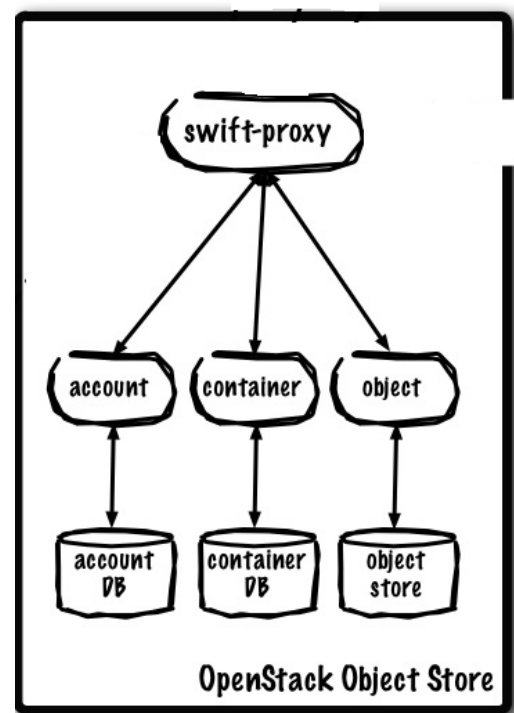 swift-proxy
account
container
object
account
DB
container
DB
object
store
OpenStack Object Store